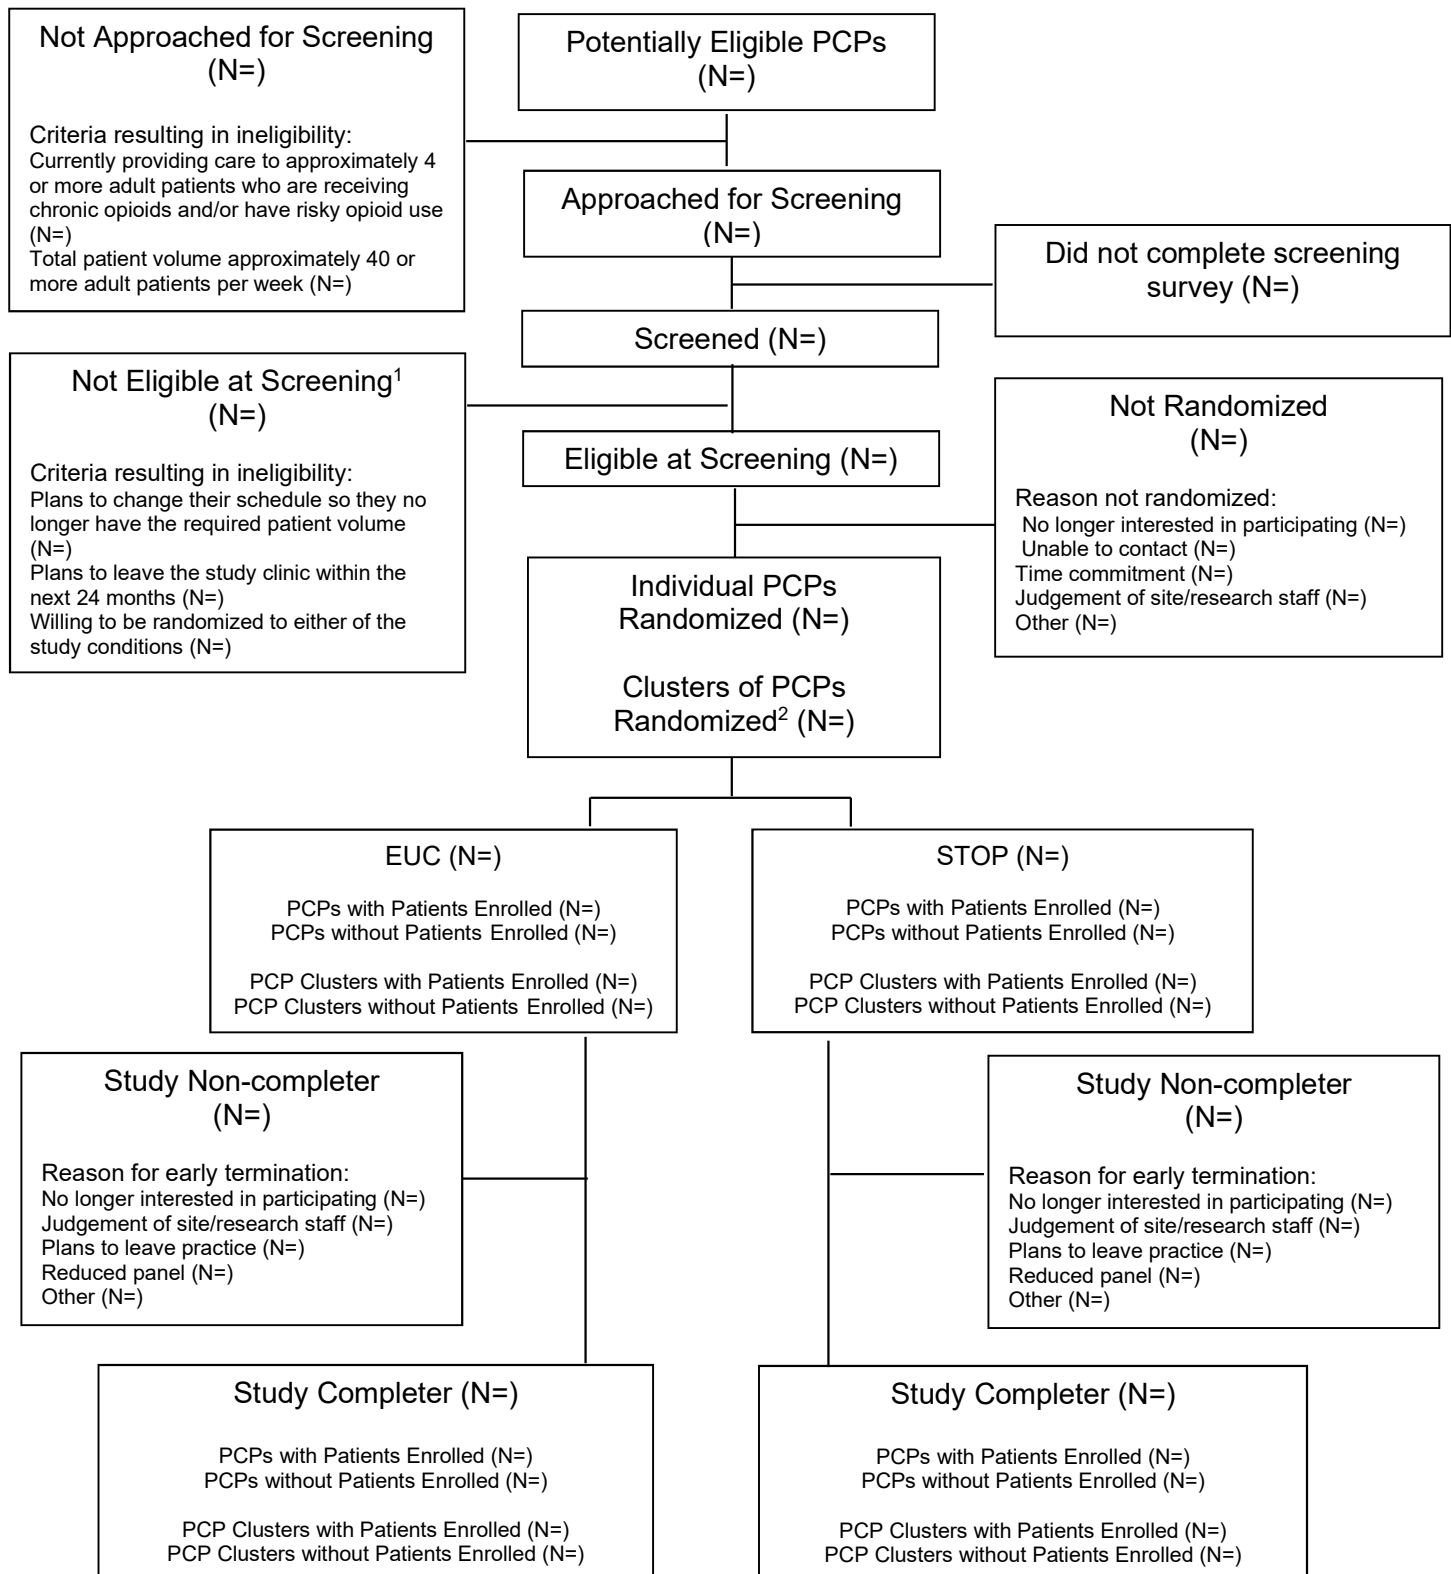 Not Approached for Screening
(N=)
Criteria resulting in ineligibility:
Currently providing care to approximately 4
or more adult patients who are receiving
chronic opioids and/or have risky opioid use
(N=)
Total patient volume approximately 40 or
more adult patients per week (N=)
Potentially Eligible PCPs
(N=)
Approached for Screening
(N=)
Did not complete screening
survey (N=)
Screened (N=)
Not Eligible at Screening1
(N=)
Criteria resulting in ineligibility:
Plans to change their schedule so they no
longer have the required patient volume
(N=)
Plans to leave the study clinic within the
next 24 months (N=)
Willing to be randomized to either of the
study conditions (N=)
Eligible at Screening (N=)
Not Randomized
(N=)
Reason not randomized:
No longer interested in participating (N=)
Unable to contact (N=)
Time commitment (N=)
Judgement of site/research staff (N=)
Other (N=)
Individual PCPs
Randomized (N=)
Clusters of PCPs
Randomized2 (N=)
EUC (N=)
PCPs with Patients Enrolled (N=)
PCPs without Patients Enrolled (N=)
PCP Clusters with Patients Enrolled (N=)
PCP Clusters without Patients Enrolled (N=)
STOP (N=)
PCPs with Patients Enrolled (N=)
PCPs without Patients Enrolled (N=)
PCP Clusters with Patients Enrolled (N=)
PCP Clusters without Patients Enrolled (N=)
Study Non-completer
(N=)
Reason for early termination:
No longer interested in participating (N=)
Judgement of site/research staff (N=)
Plans to leave practice (N=)
Reduced panel (N=)
Other (N=)
Study Non-completer
(N=)
Reason for early termination:
No longer interested in participating (N=)
Judgement of site/research staff (N=)
Plans to leave practice (N=)
Reduced panel (N=)
Other (N=)
Study Completer (N=)
PCPs with Patients Enrolled (N=)
PCPs without Patients Enrolled (N=)
PCP Clusters with Patients Enrolled (N=)
PCP Clusters without Patients Enrolled (N=)
Study Completer (N=)
PCPs with Patients Enrolled (N=)
PCPs without Patients Enrolled (N=)
PCP Clusters with Patients Enrolled (N=)
PCP Clusters without Patients Enrolled (N=)